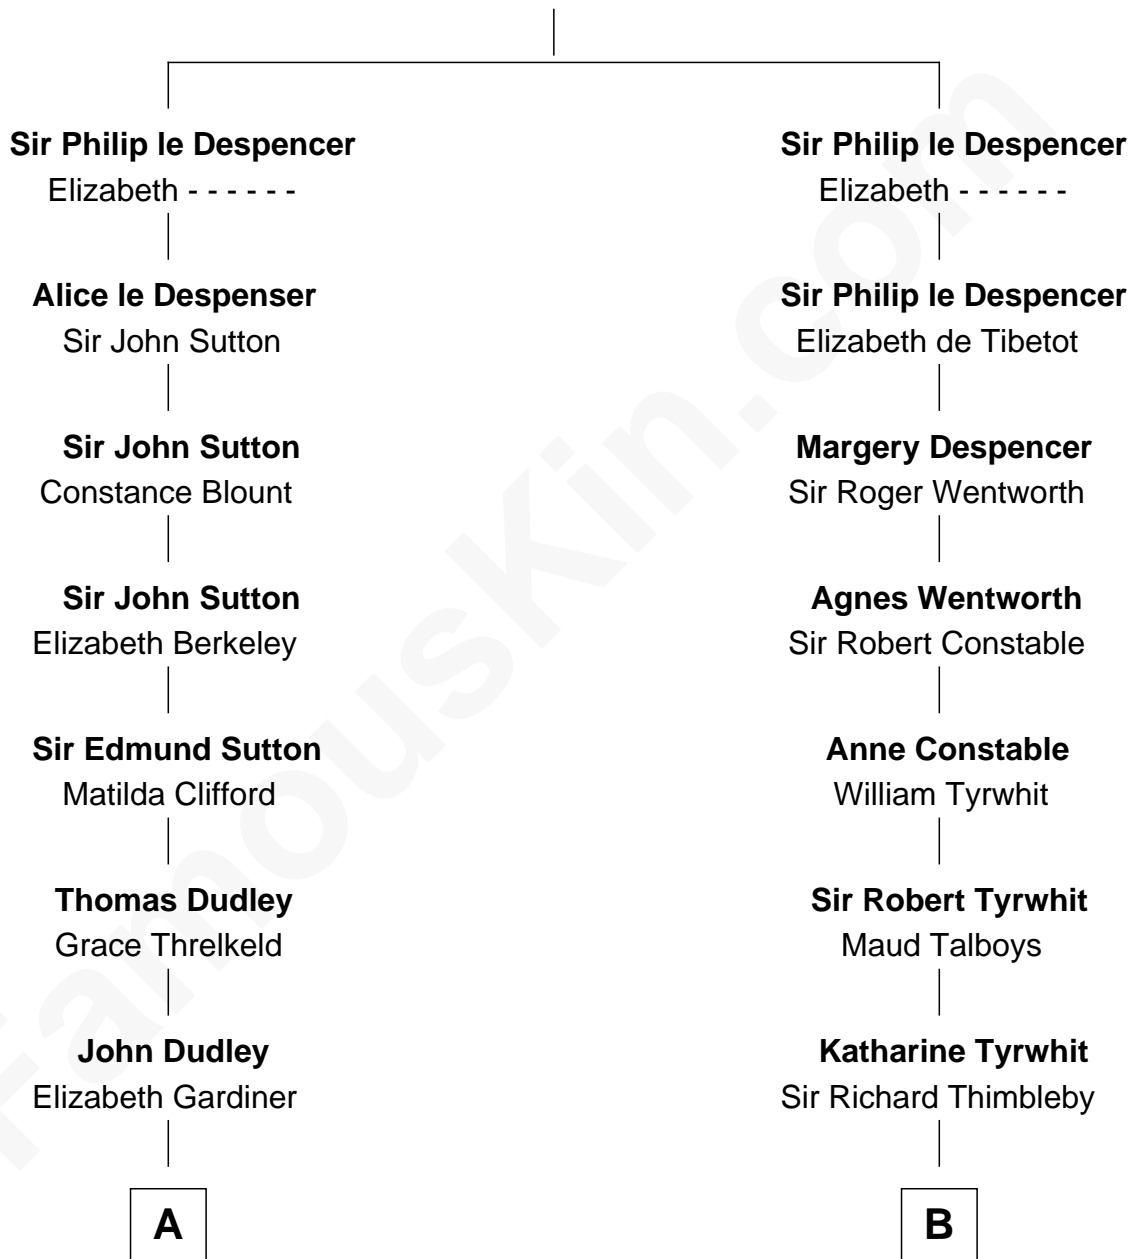 Sir Philip le Despencer
Elizabeth - - - - - -
Alice le Despenser
Sir John Sutton
Sir John Sutton
Constance Blount
Sir John Sutton
Elizabeth Berkeley
Sir Edmund Sutton
Matilda Clifford
Thomas Dudley
Grace Threlkeld
John Dudley
Elizabeth Gardiner
A
Sir Philip le Despencer
Elizabeth - - - - - -
Sir Philip le Despencer
Elizabeth de Tibetot
Margery Despencer
Sir Roger Wentworth
Agnes Wentworth
Sir Robert Constable
Anne Constable
William Tyrwhit
Sir Robert Tyrwhit
Maud Talboys
Katharine Tyrwhit
Sir Richard Thimbleby
B
FamousKin.com